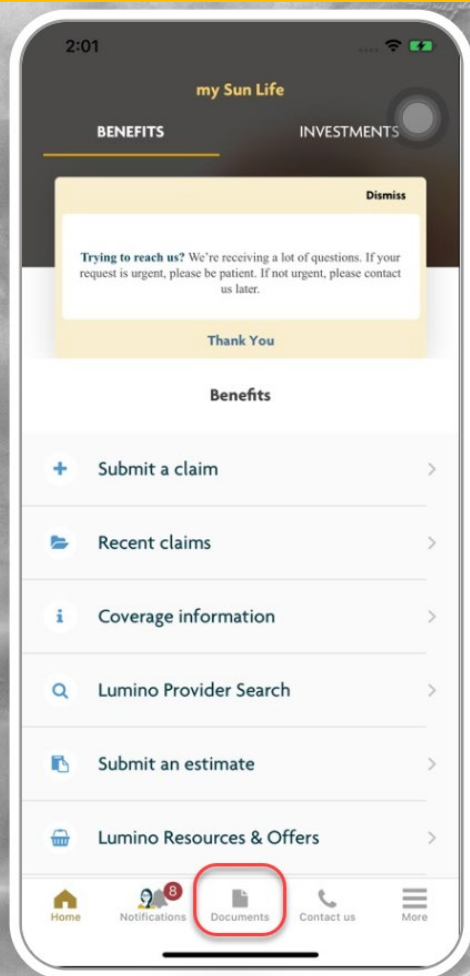 2:01
my Sun Life
BENEFITS
INVESTMENTS
Dismiss
Trying to reach us? We're receiving a lot of questions. If your
request is urgent, please be patient. If not urgent, please contact
us later.
Thank You
Benefits
Submit a claim
Recent claims
Coverage information
Lumino Provider Search
Submit an estimate
Lumino Resources & Offers
8
Home
Notifications
Documents
Contact us
More